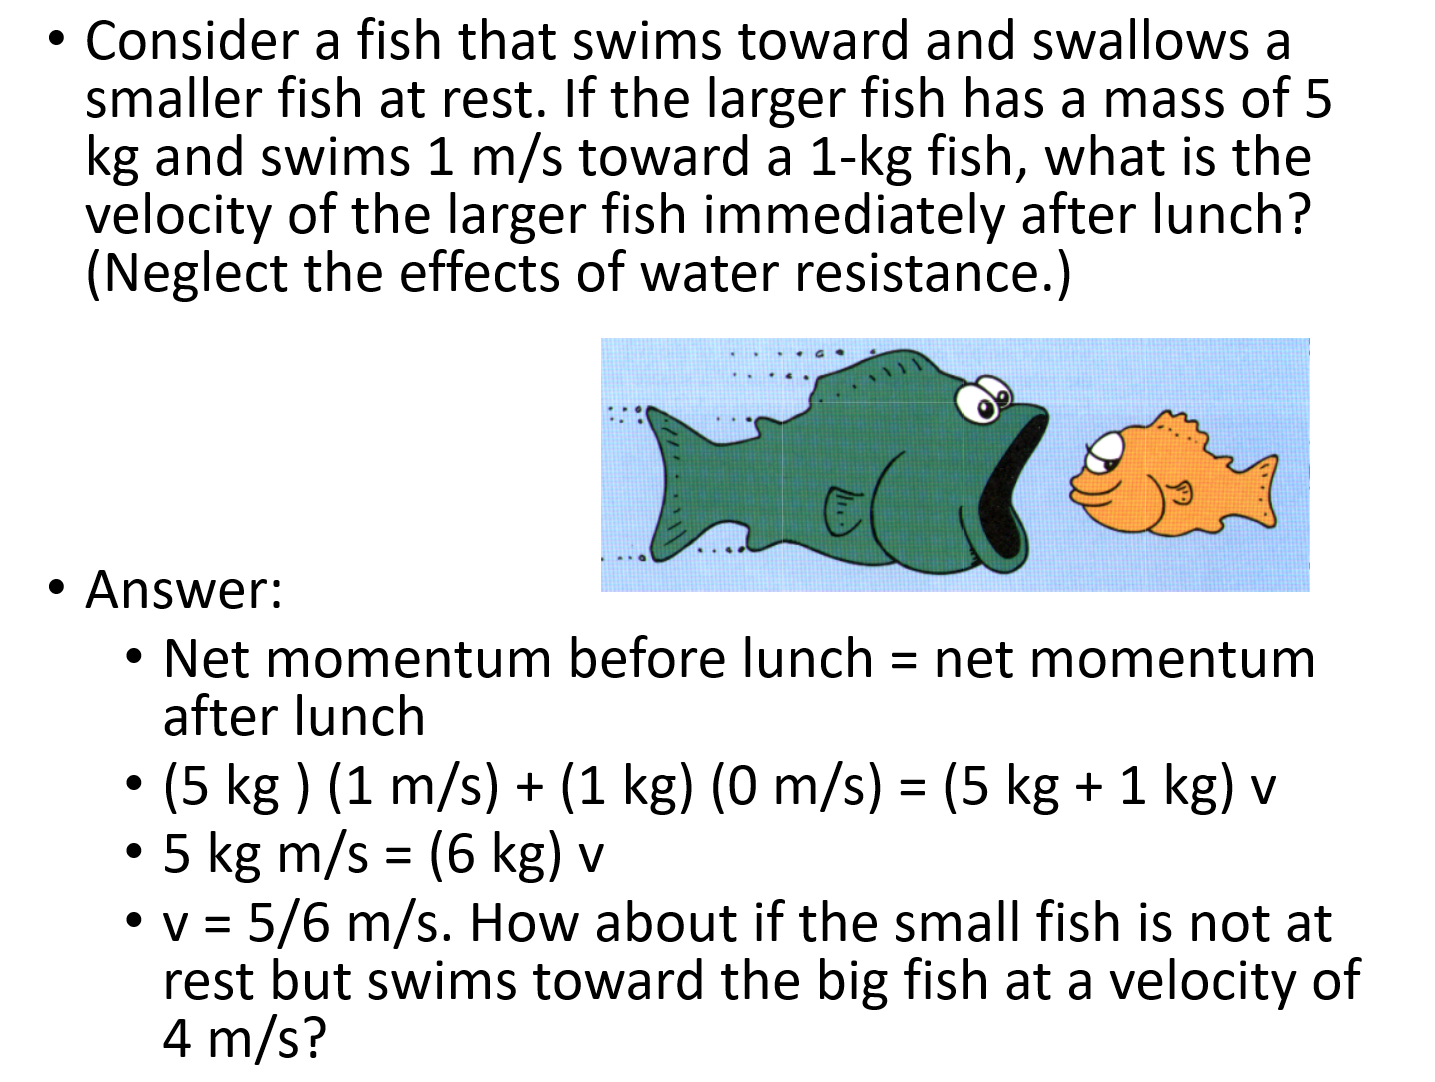 • Consider a fish that swims toward and swallows a
smaller fish at rest. If the larger fish has a mass of 5
kg and swims 1 m/s toward a 1-kg fish, what is the
velocity of the larger fish immediately after lunch?
(Neglect the effects of water resistance.)
• Answer:
• Net momentum before lunch = net momentum
after lunch
• (5 kg ) (1 m/s) + (1 kg) (0 m/s) = (5 kg + 1 kg) v
• 5 kg m/s = (6 kg) v
• v = 5/6 m/s. How about if the small fish is not at
rest but swims toward the big fish at a velocity of
4 m/s?